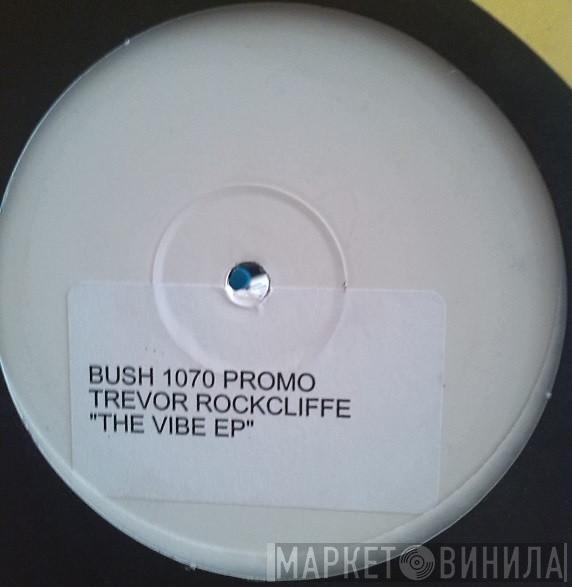 BUSH 1070 PROMO
TREVOR ROCKCLIFFE
"THE VIBE EP"
МАРКЕТ ВИНИЛА